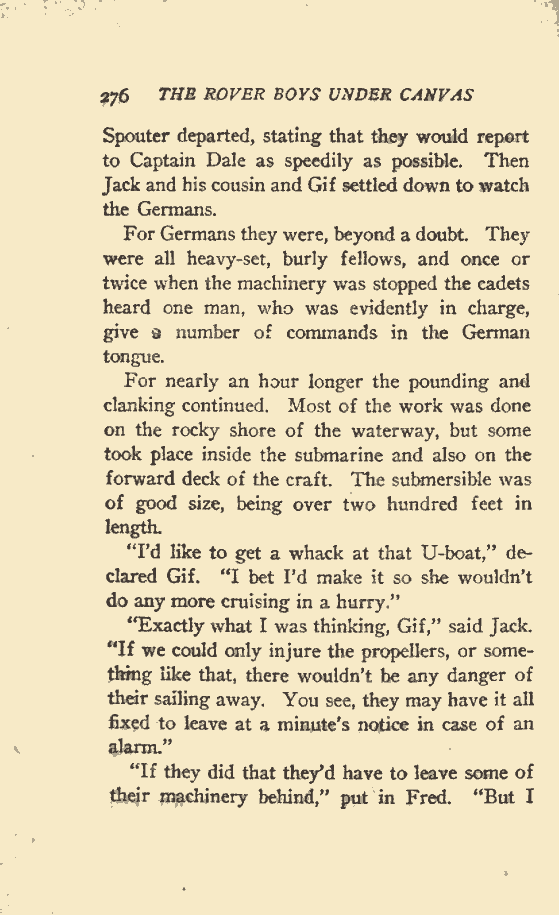 276 THE ROVER BOYS UNDER CANVAS
Spouter departed, stating that they would report
to Captain Dale as speedily as possible. Then
Jack and his cousin and Gif settled down to watch
the Germans.
For Germans they were, beyond a doubt. They
were all heavy-set, burly fellows, and once or
twice when the machinery was stopped the cadets
heard one man, who was evidently in charge,
give a number of commands in the German
tongue.
For nearly an hour longer the pounding and
clanking continued. Most of the work was done
on the rocky shore of the waterway, but some
took place inside the submarine and also on the
forward deck of the craft. The submersible was
of good size, being over two hundred feet in
length.
"I'd like to get a whack at that U-boat," de-
clared Gif. "I bet I'd make it so she wouldn't
do any more cruising in a hurry."
"Exactly what I was thinking, Gif," said Jack.
"If we could only injure the propellers, or some-
thing like that, there wouldn't be any danger of
their sailing away. You see, they may have it all
fixed to leave at a minute's notice in case of an
alarm."
"If they did that they'd have to leave some of
their machinery behind," put in Fred. "But I